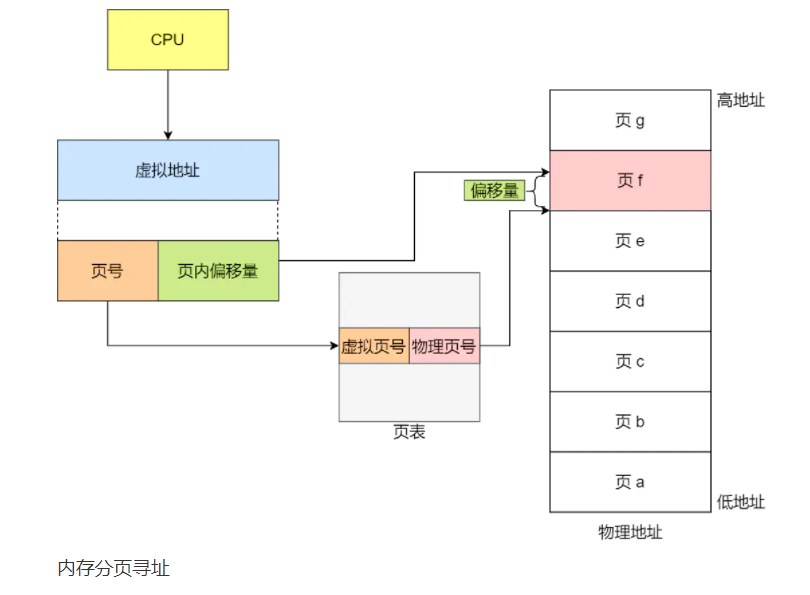 CPU
虚拟地址
页号
页内偏移量
虚拟页号
物理页号
页表
偏移量
高地址
页 g
页 f
页 e
页 d
页 c
页 b
页 a
低地址
物理地址
内存分页寻址